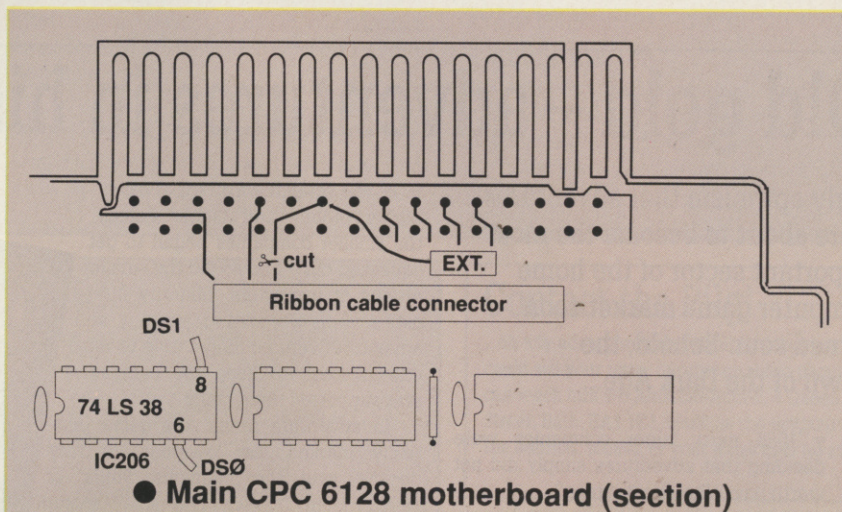 cut
EXT.
Ribbon cable connector
DS1
8
74 LS 38
6
IC206
DSØ
● Main CPC 6128 motherboard (section)